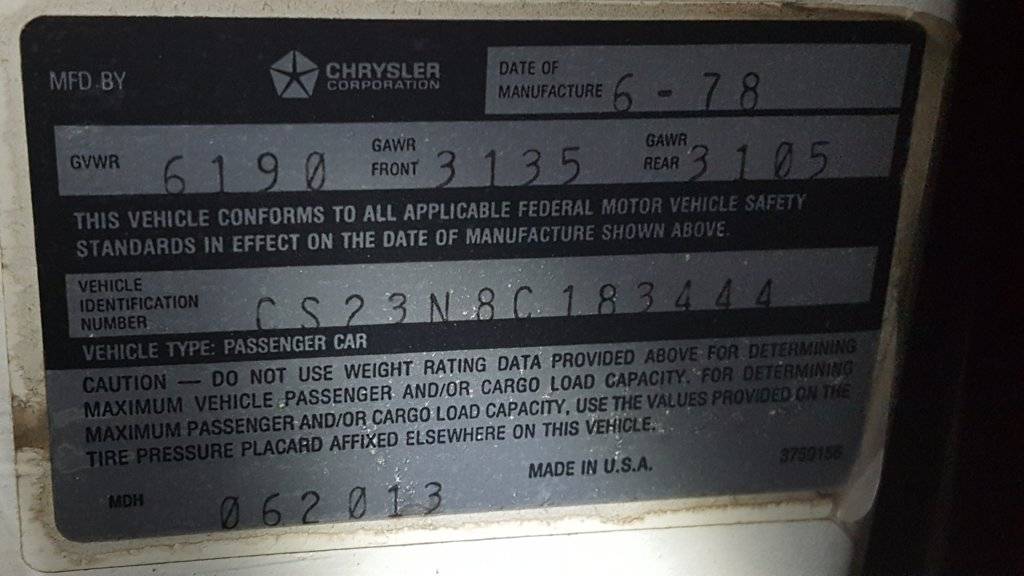 MFD. BY CHRYSLER CORPORATION DATE OF MANUFACTURE 6 - 78
GVWR 6190 GAWR FRONT 3135 GAWR REAR 3105
THIS VEHICLE CONFORMS TO ALL APPLICABLE FEDERAL MOTOR VEHICLE SAFETY
STANDARDS IN EFFECT ON THE DATE OF MANUFACTURE SHOWN ABOVE.
VEHICLE IDENTIFICATION NUMBER CS23N8C183444
VEHICLE TYPE: PASSENGER CAR
CAUTION — DO NOT USE WEIGHT RATING DATA PROVIDED ABOVE FOR DETERMINING
MAXIMUM VEHICLE PASSENGER AND/OR CARGO LOAD CAPACITY. FOR DETERMINING
MAXIMUM PASSENGER AND/OR CARGO LOAD CAPACITY, USE THE VALUES PROVIDED ON THE
TIRE PRESSURE PLACARD AFFIXED ELSEWHERE ON THIS VEHICLE.
MADE IN U.S.A.
MDH 062013